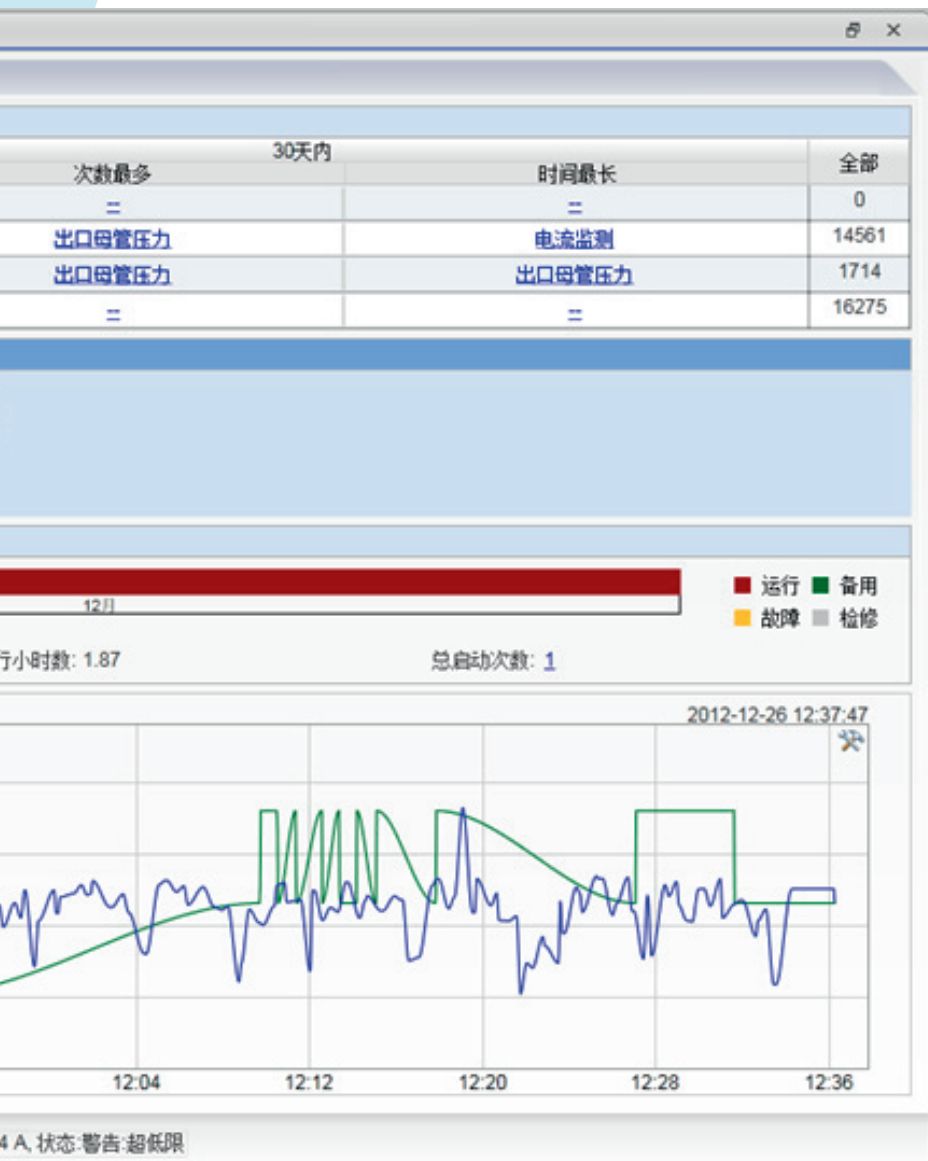 30天内
次数最多 时间最长 全部
-- -- 0
出口母管压力 电流监测 14561
出口母管压力 出口母管压力 1714
-- -- 16275
运行 备用
12月
故障 检修
行小时数: 1.87 总启动次数: 1
2012-12-26 12:37:47
12:04 12:12 12:20 12:28 12:36
4 A, 状态:警告:超低限